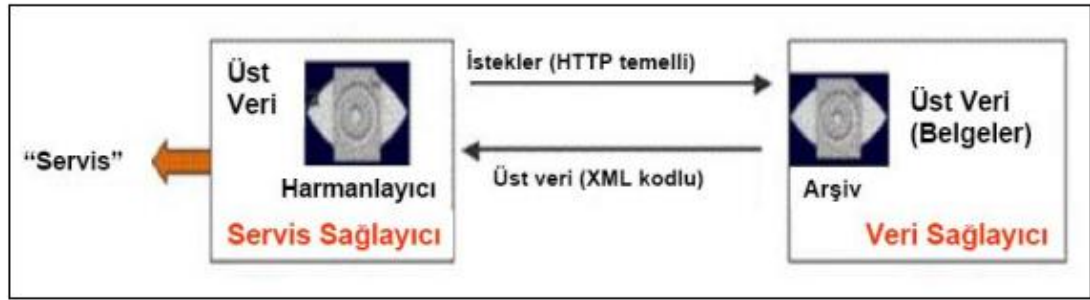 “Servis”
Üst
Veri
Harmanlayıcı
Servis Sağlayıcı
İstekler (HTTP temelli)
Üst veri (XML kodlu)
Üst Veri
(Belgeler)
Arşiv
Veri Sağlayıcı